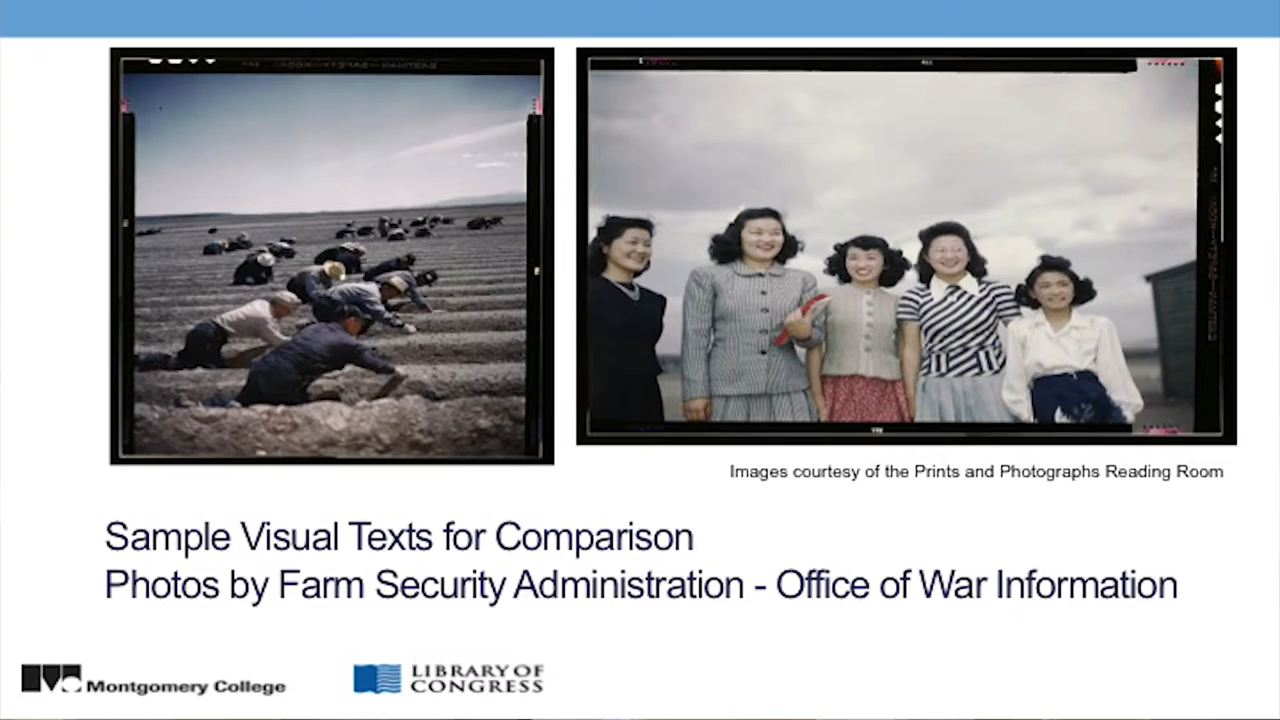 Images courtesy of the Prints and Photographs Reading Room
Sample Visual Texts for Comparison
Photos by Farm Security Administration - Office of War Information
Montgomery College
LIBRARY OF
CONGRESS